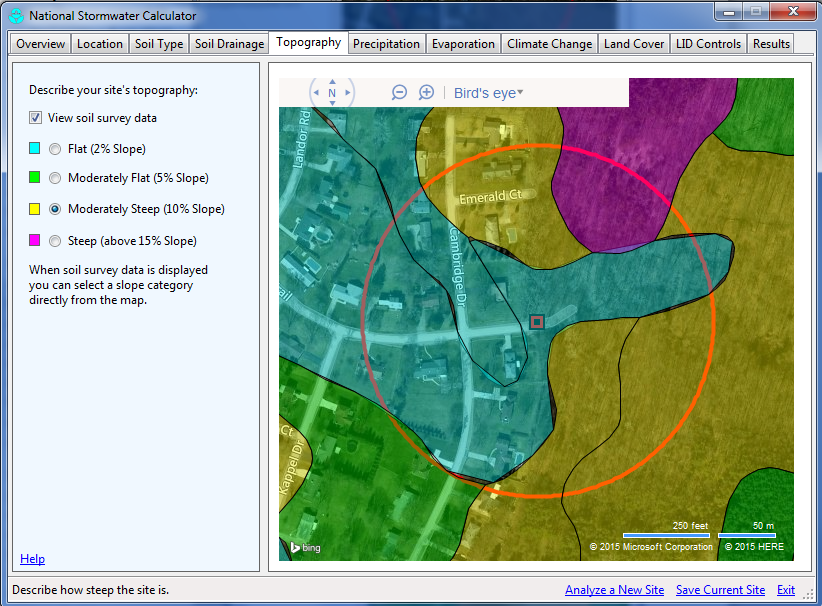 National Stormwater Calculator
Overview Location Soil Type Soil Drainage Topography Precipitation Evaporation Climate Change Land Cover LID Controls Results
Describe your site's topography:
View soil survey data
Flat (2% Slope)
Moderately Flat (5% Slope)
Moderately Steep (10% Slope)
Steep (above 15% Slope)
When soil survey data is displayed
you can select a slope category
directly from the map.
Help
N
Bird's eye
Landor Rd
Emerald Ct
Cambridge Dr
ail
Ct
Kappel Dr
250 feet 50 m
bing
© 2015 Microsoft Corporation © 2015 HERE
Describe how steep the site is.
Analyze a New Site Save Current Site Exit